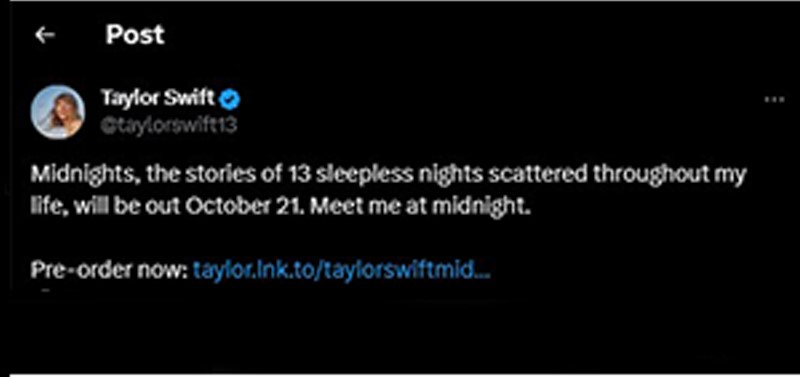 Post
Taylor Swift
@taylorswift13
Midnights, the stories of 13 sleepless nights scattered throughout my
life, will be out October 21. Meet me at midnight.
Pre-order now: taylor.lnk.to/taylorswiftmid...